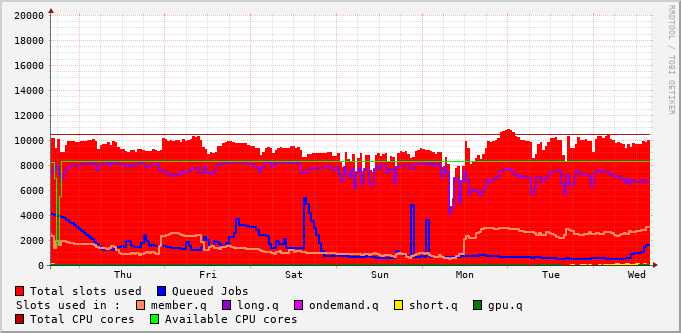 20000
18000
16000
14000
12000
10000
8000
6000
4000
2000
0
Thu Fri Sat Sun Mon Tue Wed
RRDTOOL / TOBI OETIKER
Total slots used Queued Jobs
Slots used in : member.q long.q ondemand.q short.q gpu.q
Total CPU cores Available CPU cores